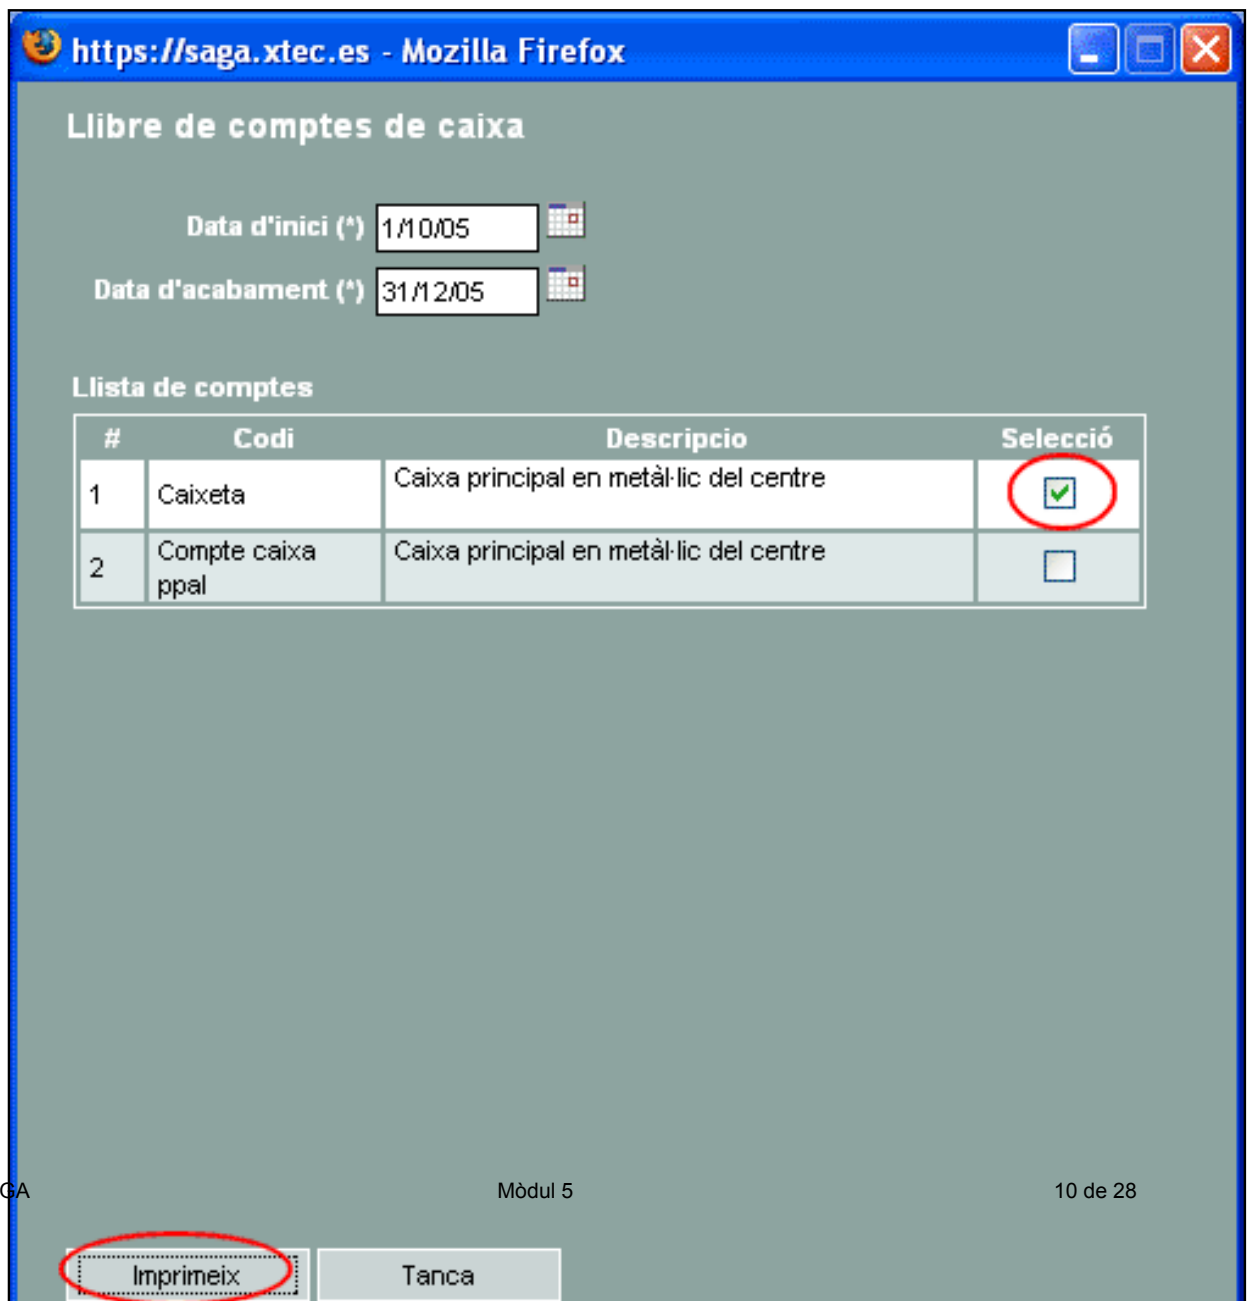 https://saga.xtec.es - Mozilla Firefox
Llibre de comptes de caixa
Data d'inici (*) 1/10/05
Data d'acabament (*) 31/12/05
Llista de comptes
# Codi Descripcio Selecció
1 Caixeta Caixa principal en metàl·lic del centre
2 Compte caixa ppal Caixa principal en metàl·lic del centre
GA Mòdul 5 10 de 28
Imprimeix Tanca